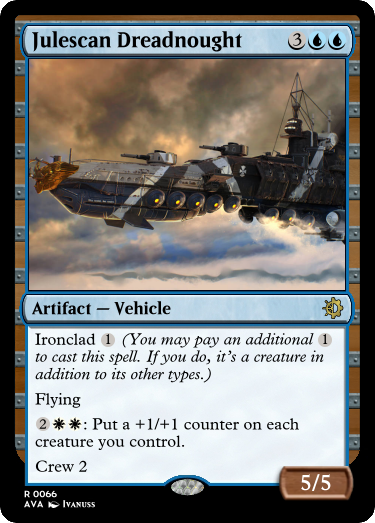 Julescan Dreadnought 3UU
Artifact — Vehicle
Ironclad 1 (You may pay an additional 1
to cast this spell. If you do, it's a creature in
addition to its other types.)
Flying
2WW: Put a +1/+1 counter on each
creature you control.
Crew 2
5/5
R 0066
AVA Ivanuss